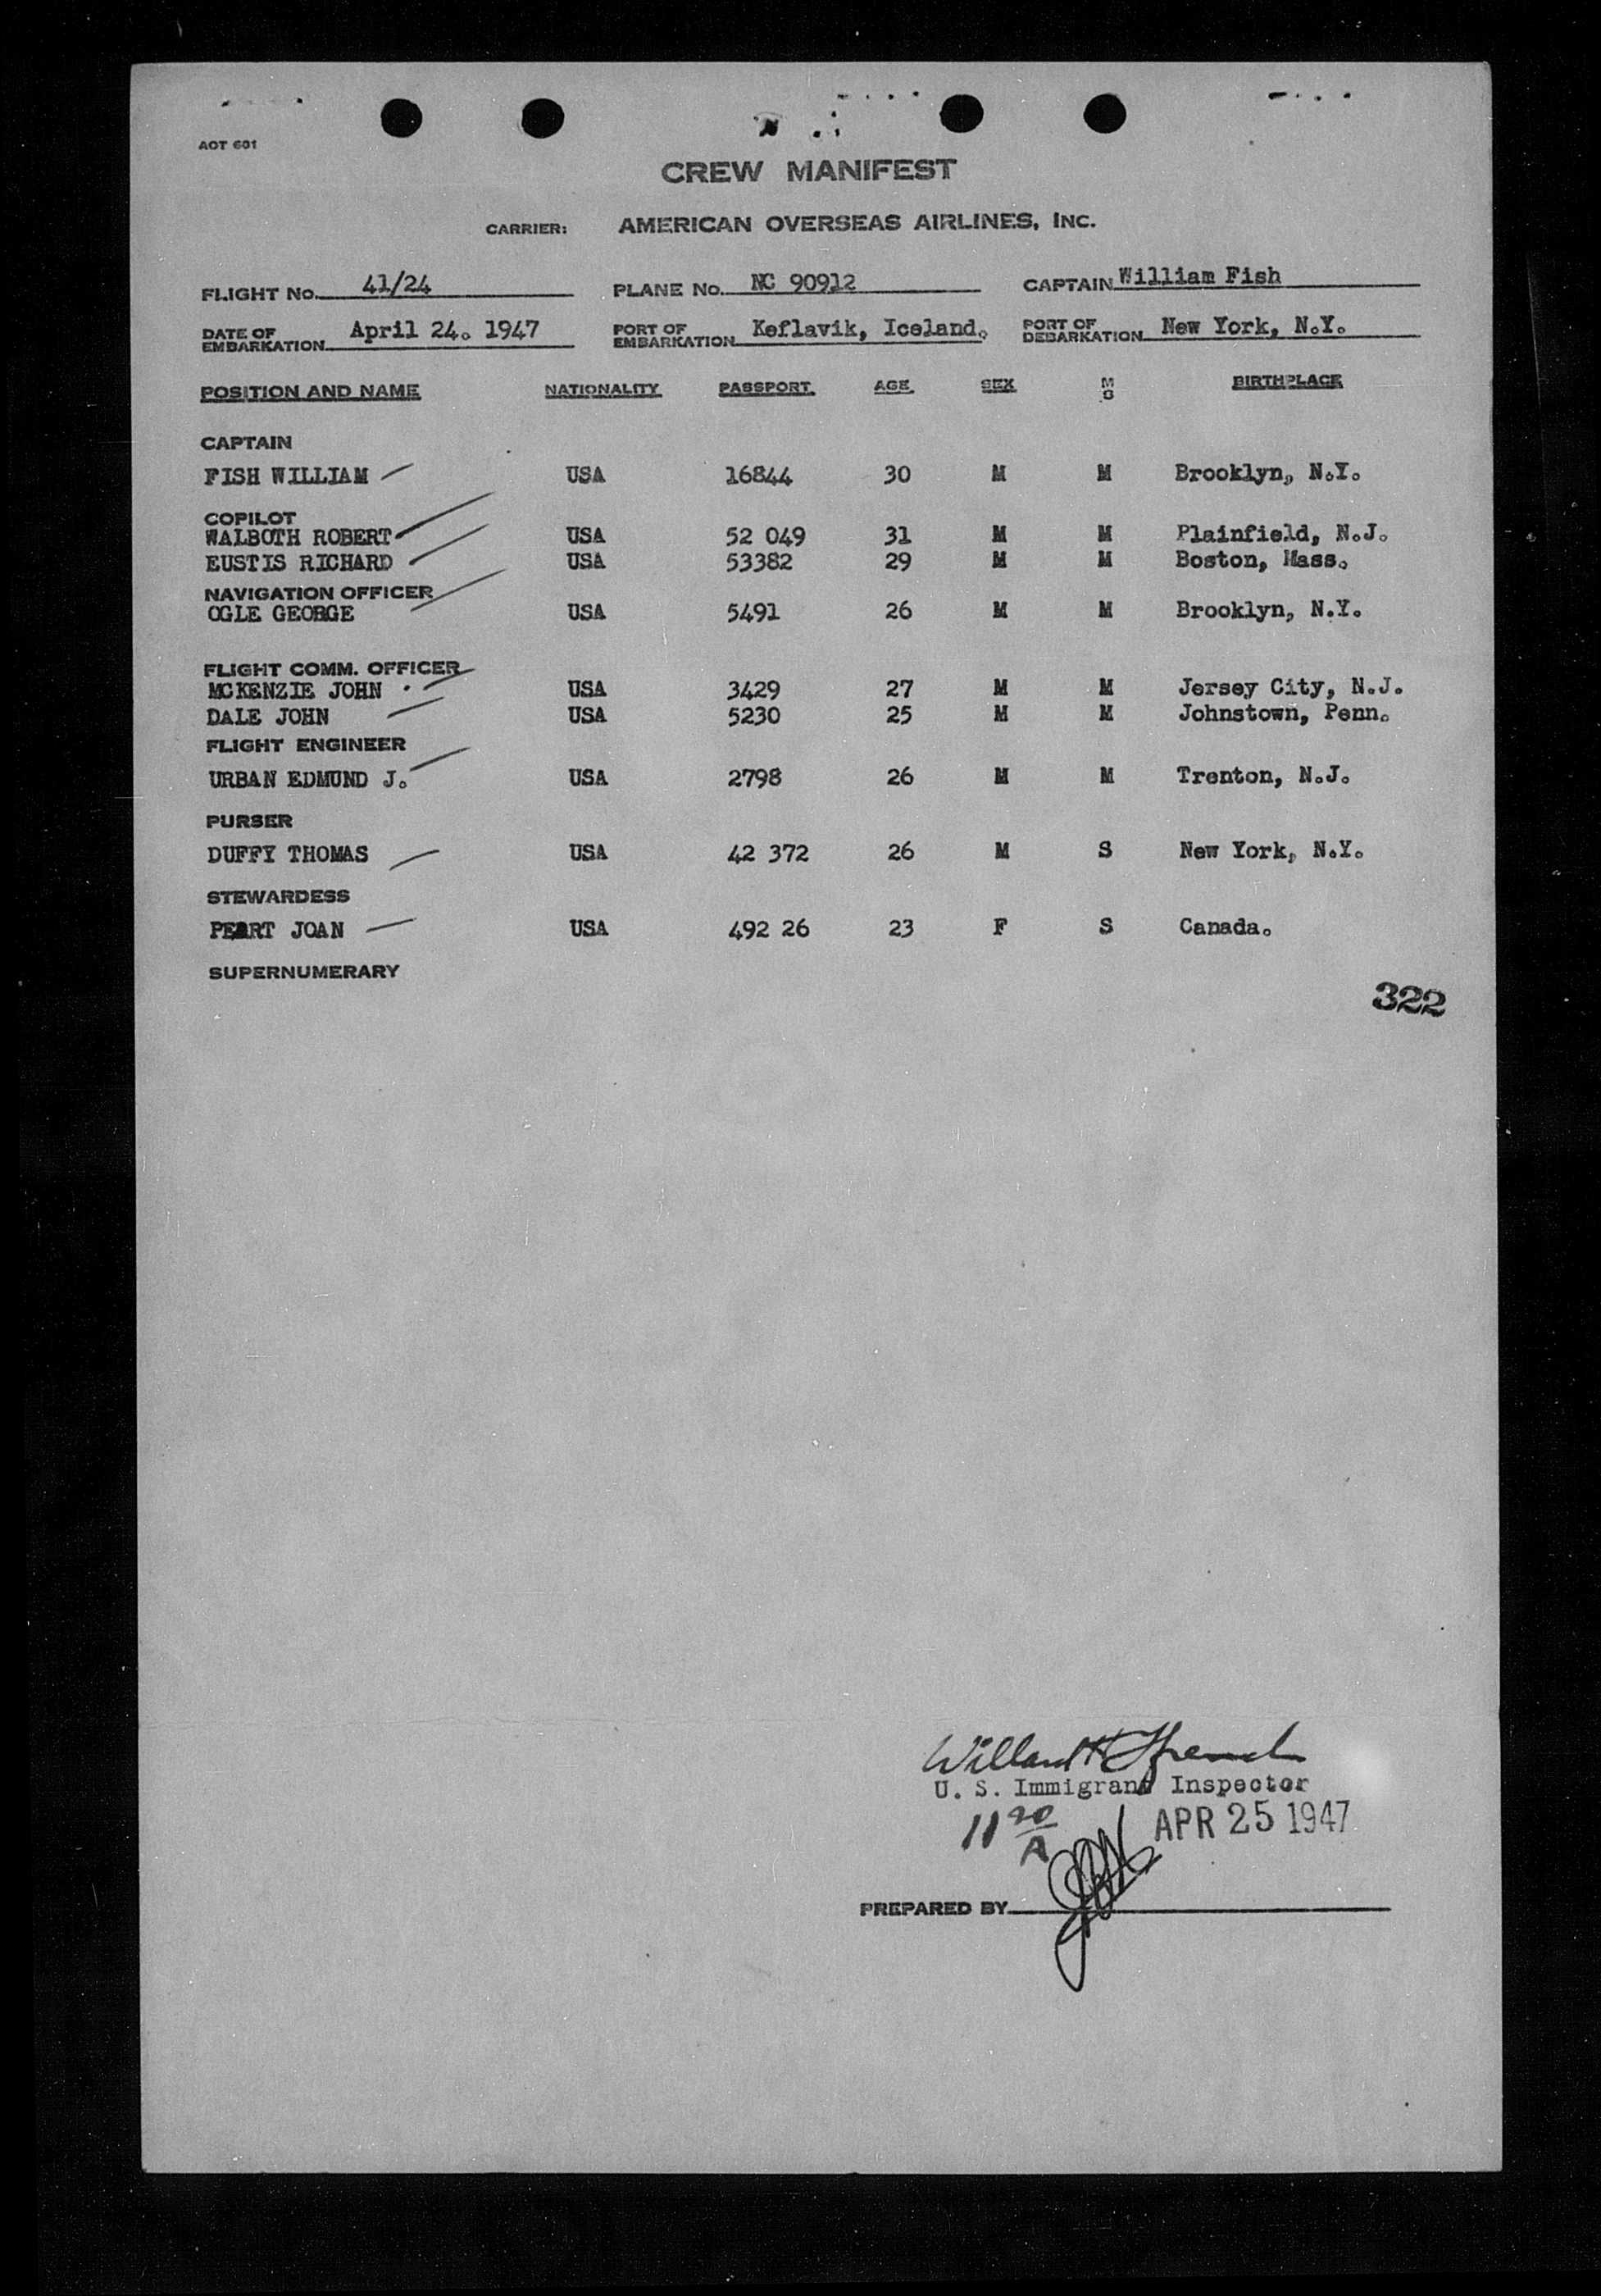 AOT 601
CREW MANIFEST
CARRIER: AMERICAN OVERSEAS AIRLINES, INC.
FLIGHT No. 41/24 PLANE No. NC 90912 CAPTAIN William Fish
DATE OF EMBARKATION April 24. 1947 PORT OF EMBARKATION Keflavik, Iceland. PORT OF DEBARKATION New York, N.Y.
POSITION AND NAME NATIONALITY PASSPORT AGE SEX M S BIRTHPLACE
CAPTAIN
FISH WILLIAM USA 16844 30 M M Brooklyn, N.Y.
COPILOT
WALBOTH ROBERT USA 52 049 31 M M Plainfield, N.J.
EUSTIS RICHARD USA 53382 29 M M Boston, Mass.
NAVIGATION OFFICER
OGLE GEORGE USA 5491 26 M M Brooklyn, N.Y.
FLIGHT COMM. OFFICER
MCKENZIE JOHN USA 3429 27 M M Jersey City, N.J.
DALE JOHN USA 5230 25 M M Johnstown, Penn.
FLIGHT ENGINEER
URBAN EDMUND J. USA 2798 26 M M Trenton, N.J.
PURSER
DUFFY THOMAS USA 42 372 26 M S New York, N.Y.
STEWARDESS
PEART JOAN USA 492 26 23 F S Canada.
SUPERNUMERARY
322
U. S. Immigrant Inspector
11 20 A APR 25 1947
PREPARED BY